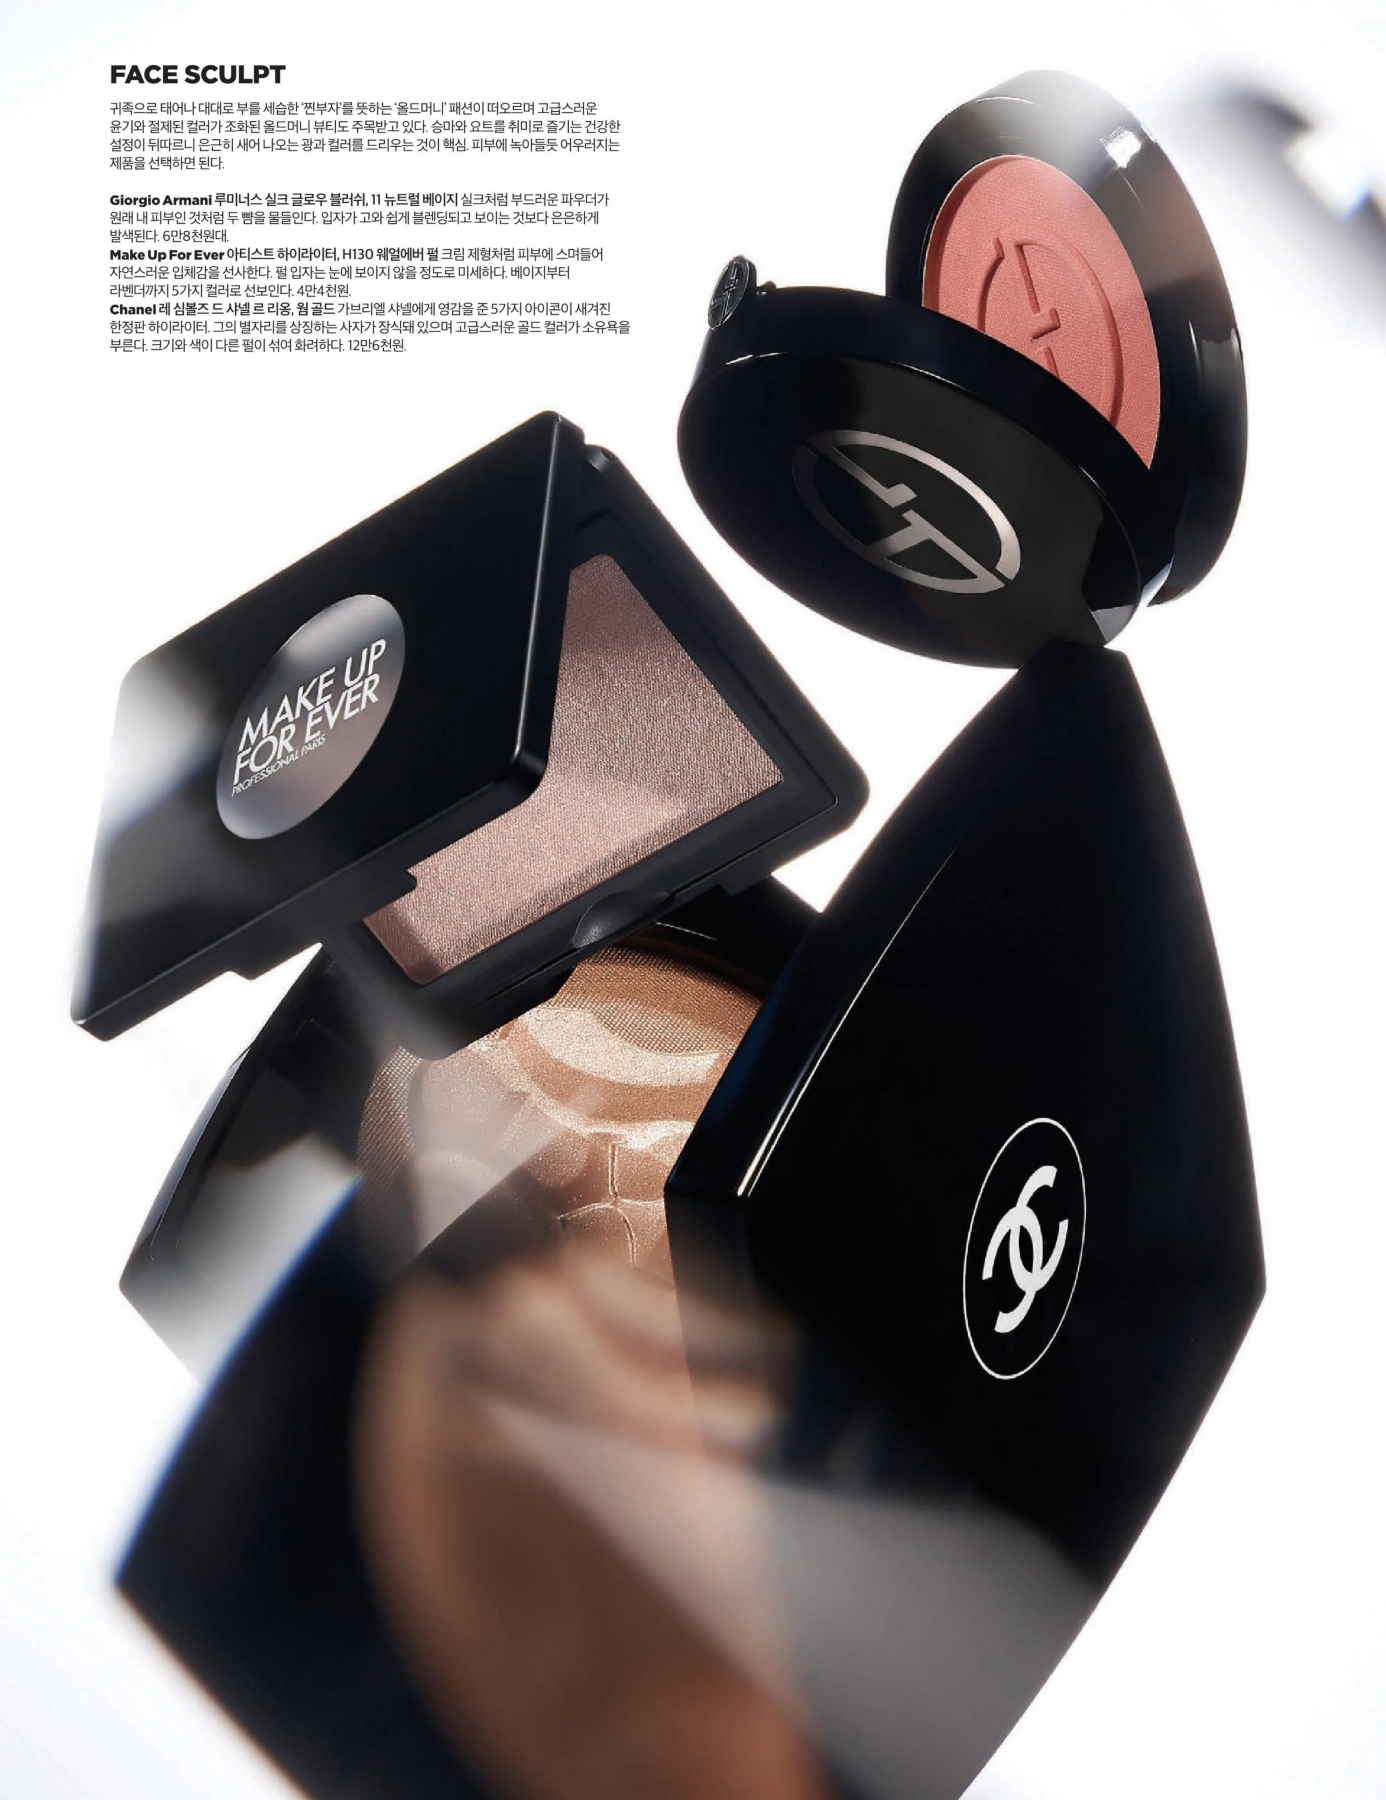 FACE SCULPT
귀족으로 태어나 대대로 부를 세습한 ‘찐부자’를 뜻하는 ‘올드머니’ 패션이 떠오르며 고급스러운
윤기와 절제된 컬러가 조화된 올드머니 뷰티도 주목받고 있다. 승마와 요트를 취미로 즐기는 건강한
설정이 뒤따르니 은근히 새어 나오는 광과 컬러를 드리우는 것이 핵심. 피부에 녹아들듯 어우러지는
제품을 선택하면 된다.
Giorgio Armani 루미너스 실크 글로우 블러쉬, 11 뉴트럴 베이지 실크처럼 부드러운 파우더가
원래 내 피부인 것처럼 두 뺨을 물들인다. 입자가 고와 쉽게 블렌딩되고 보이는 것보다 은은하게
발색된다. 6만8천원대.
Make Up For Ever 아티스트 하이라이터, H130 웨얼에버 펄 크림 제형처럼 피부에 스며들어
자연스러운 입체감을 선사한다. 펄 입자는 눈에 보이지 않을 정도로 미세하다. 베이지부터
라벤더까지 5가지 컬러로 선보인다. 4만4천원.
Chanel 레 심볼즈 드 샤넬 르 리옹, 웜 골드 가브리엘 샤넬에게 영감을 준 5가지 아이콘이 새겨진
한정판 하이라이터. 그의 별자리를 상징하는 사자가 장식돼 있으며 고급스러운 골드 컬러가 소유욕을
부른다. 크기와 색이 다른 펄이 섞여 화려하다. 12만6천원.
MAKE UP
FOR EVER
PROFESSIONAL PARIS